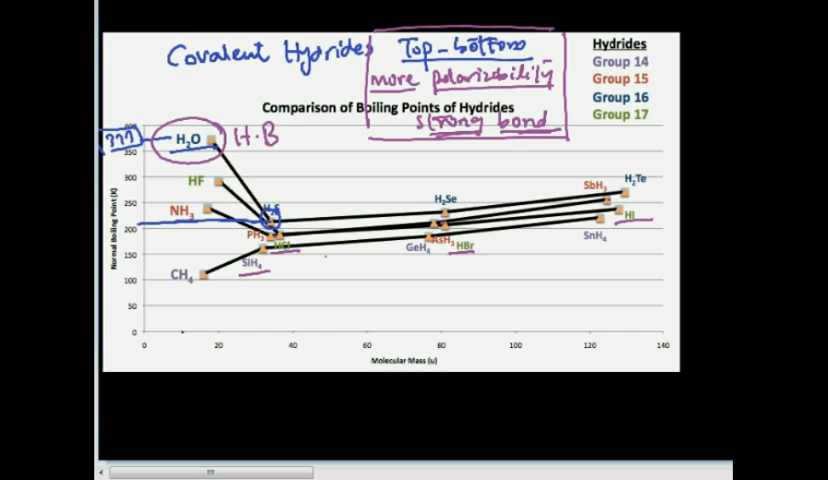 Covalent Hydrides
Top-bottom
more polarizability
strong bond
Hydrides
Group 14
Group 15
Group 16
Group 17
Comparison of Boiling Points of Hydrides
Normal Boiling Point (K)
400
350
300
250
200
150
100
50
0
???
H₂O
H.B
HF
NH₃
CH₄
H₂S
PH₃
HCl
SiH₄
H₂Se
GeH₄
AsH₃
HBr
SbH₃
H₂Te
HI
SnH₄
0 20 40 60 80 100 120 140
Molecular Mass (u)